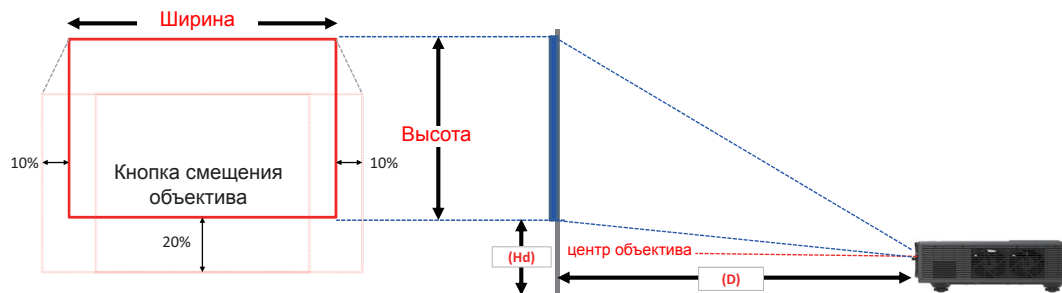 Ширина
Высота
10%
10%
Кнопка смещения
объектива
20%
(Hd)
центр объектива
(D)